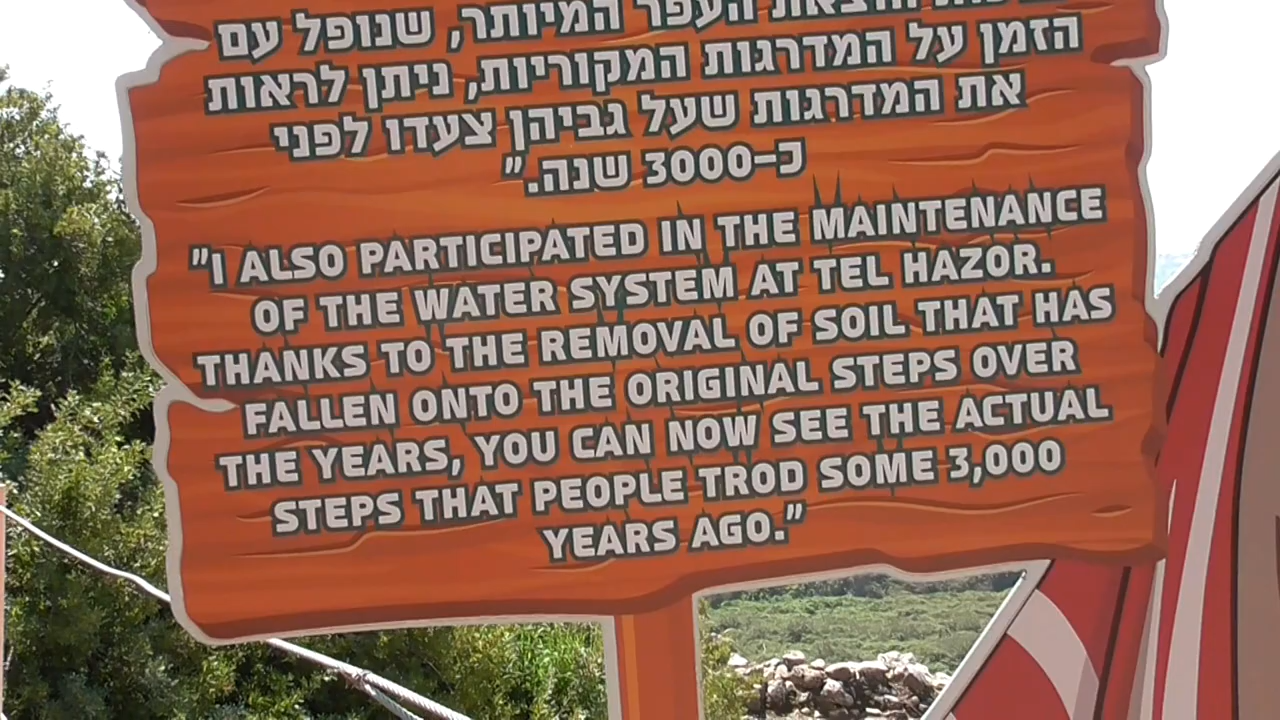 העפר המיותר, שנופל עם
הזמן על המדרגות המקוריות, ניתן לראות
את המדרגות שעל גביהן צעדו לפני
כ-3000 שנה."
"I ALSO PARTICIPATED IN THE MAINTENANCE
OF THE WATER SYSTEM AT TEL HAZOR.
THANKS TO THE REMOVAL OF SOIL THAT HAS
FALLEN ONTO THE ORIGINAL STEPS OVER
THE YEARS, YOU CAN NOW SEE THE ACTUAL
STEPS THAT PEOPLE TROD SOME 3,000
YEARS AGO."